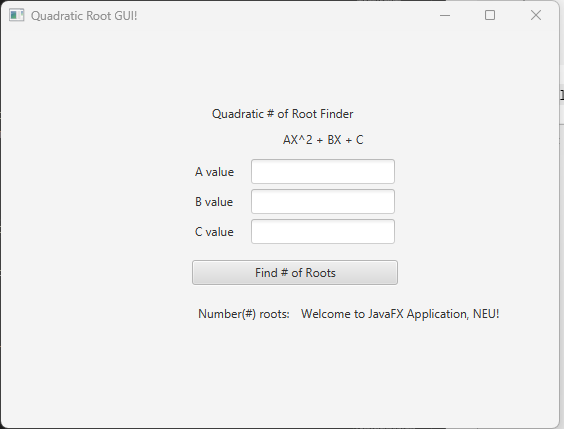 Quadratic Root GUI!
Quadratic # of Root Finder
AX^2 + BX + C
A value
B value
C value
Find # of Roots
Number(#) roots: Welcome to JavaFX Application, NEU!